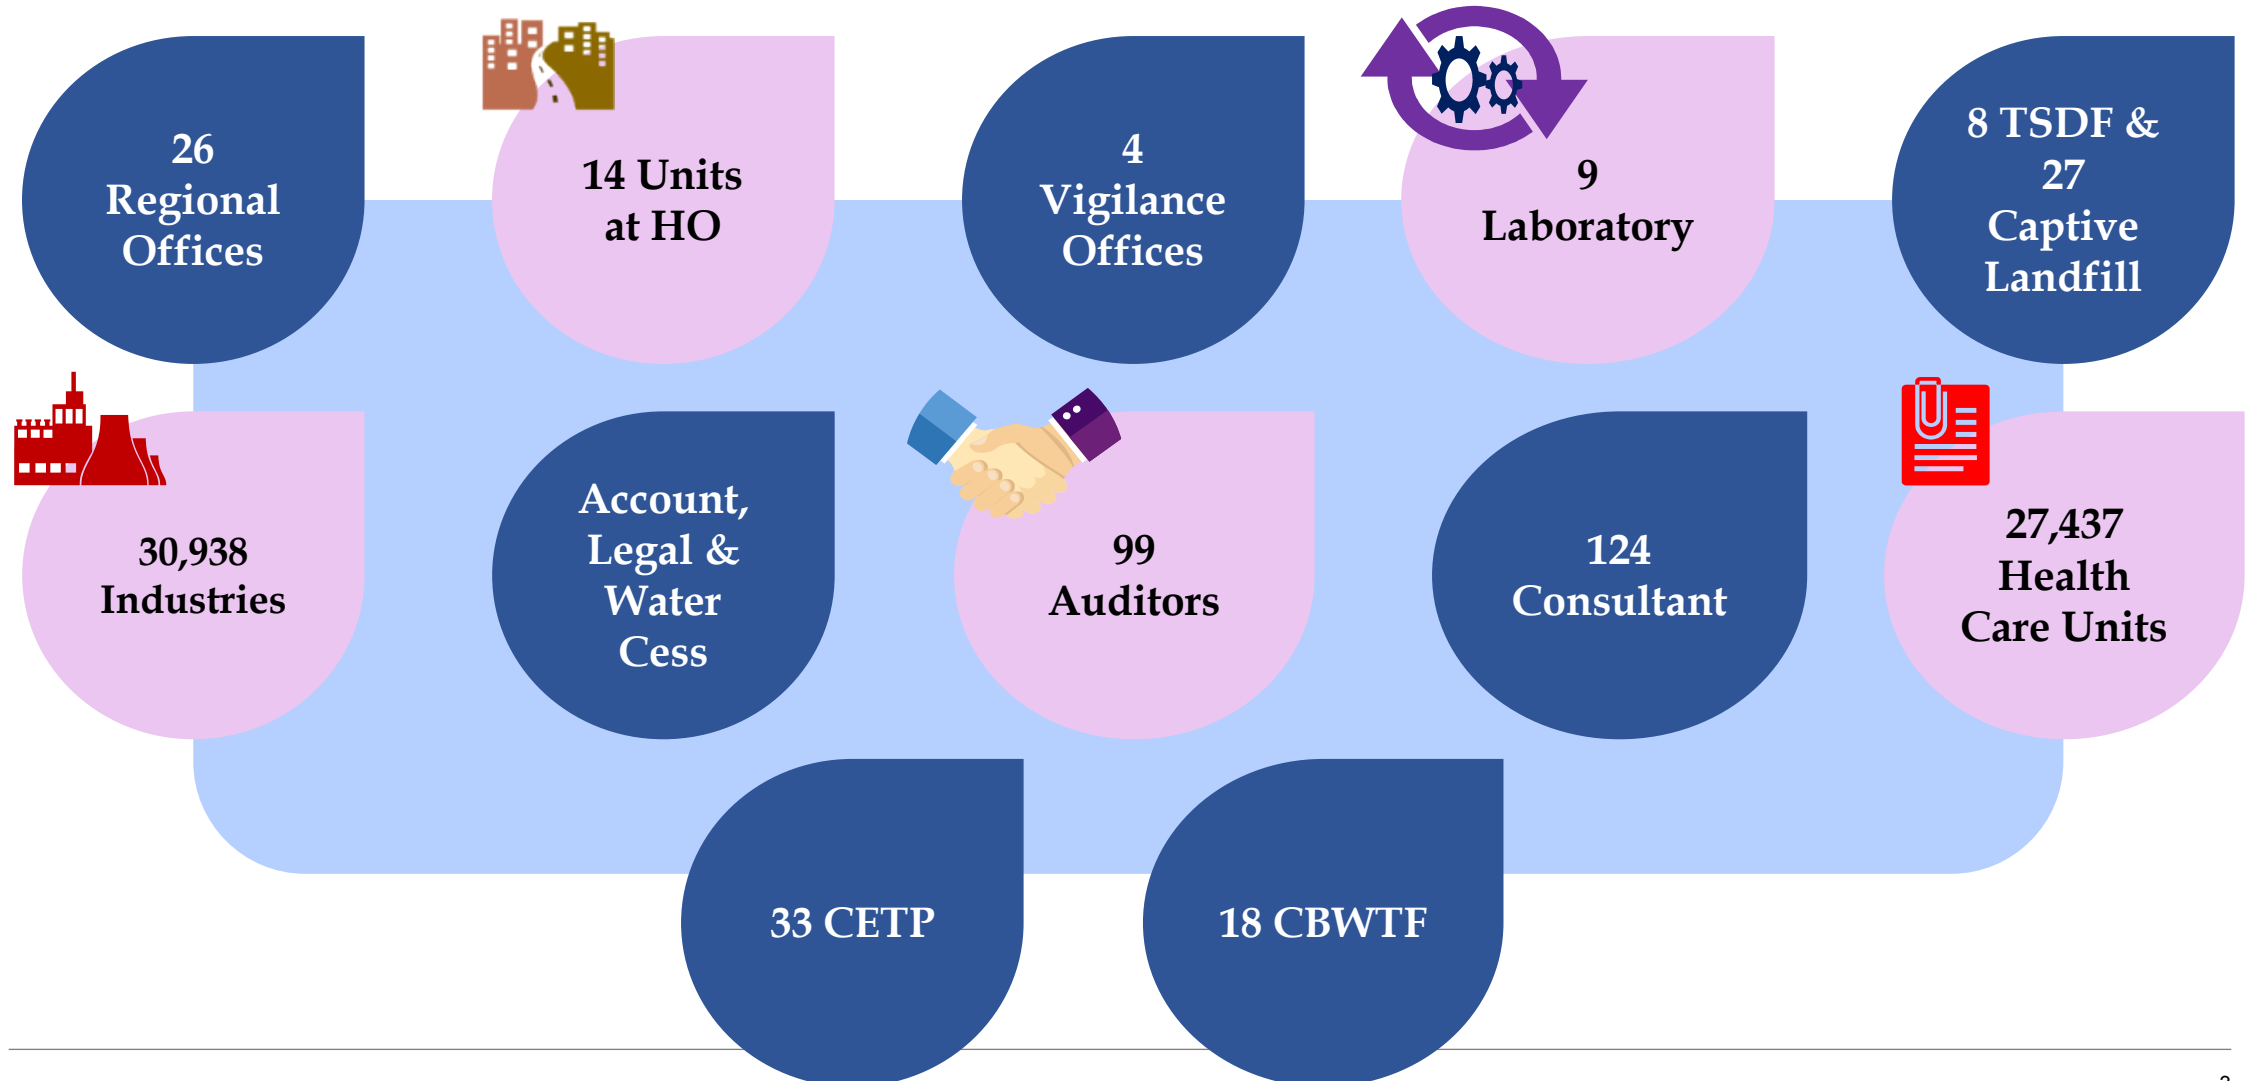 26
Regional
Offices
14 Units
at HO
4
Vigilance
Offices
9
Laboratory
8 TSDF &
27
Captive
Landfill
30,938
Industries
Account,
Legal &
Water
Cess
99
Auditors
124
Consultant
27,437
Health
Care Units
33 CETP
18 CBWTF